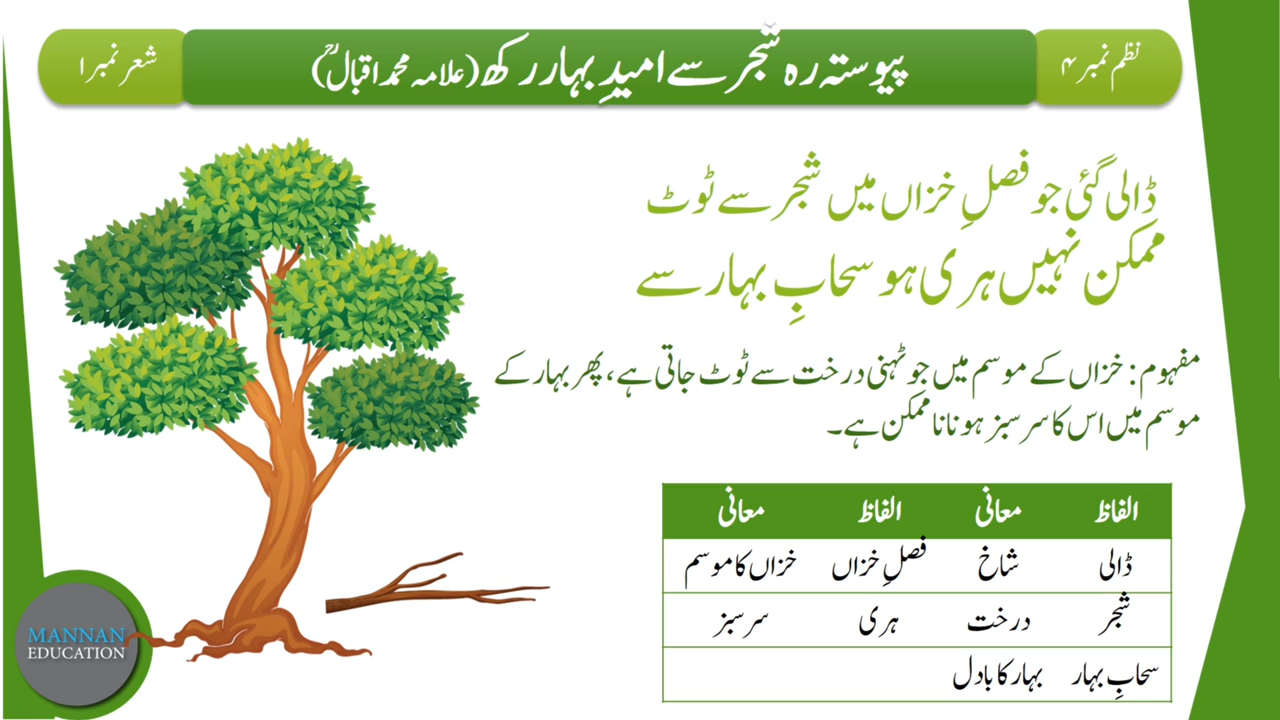 نظم نمبر ۴
پیوستہ رہ شجر سے امیدِ بہار رکھ (علامہ محمد اقبالؒ)
شعر نمبر ۱
ڈالی گئی جو فصلِ خزاں میں شجر سے ٹوٹ
ممکن نہیں ہری ہو سحابِ بہار سے
مفہوم: خزاں کے موسم میں جو ٹہنی درخت سے ٹوٹ جاتی ہے، پھر بہار کے
موسم میں اس کا سرسبز ہونا ناممکن ہے۔
الفاظ معانی الفاظ معانی
ڈالی شاخ فصلِ خزاں خزاں کا موسم
شجر درخت ہری سرسبز
سحابِ بہار بہار کا بادل
MANNAN
EDUCATION